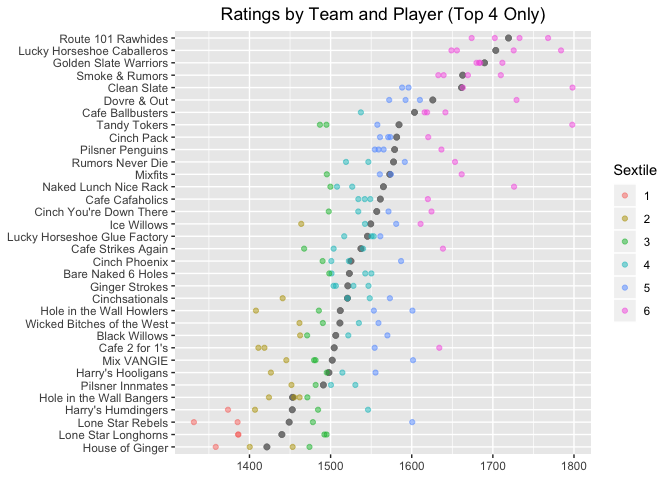 Ratings by Team and Player (Top 4 Only)
Route 101 Rawhides
Lucky Horseshoe Caballeros
Golden Slate Warriors
Smoke & Rumors
Clean Slate
Dovre & Out
Cafe Ballbusters
Tandy Tokers
Cinch Pack
Pilsner Penguins
Rumors Never Die
Mixfits
Naked Lunch Nice Rack
Cafe Cafaholics
Cinch You're Down There
Ice Willows
Lucky Horseshoe Glue Factory
Cafe Strikes Again
Cinch Phoenix
Bare Naked 6 Holes
Ginger Strokes
Cinchsationals
Hole in the Wall Howlers
Wicked Bitches of the West
Black Willows
Cafe 2 for 1's
Mix VANGIE
Harry's Hooligans
Pilsner Innmates
Hole in the Wall Bangers
Harry's Humdingers
Lone Star Rebels
Lone Star Longhorns
House of Ginger
1400 1500 1600 1700 1800
Sextile
1
2
3
4
5
6